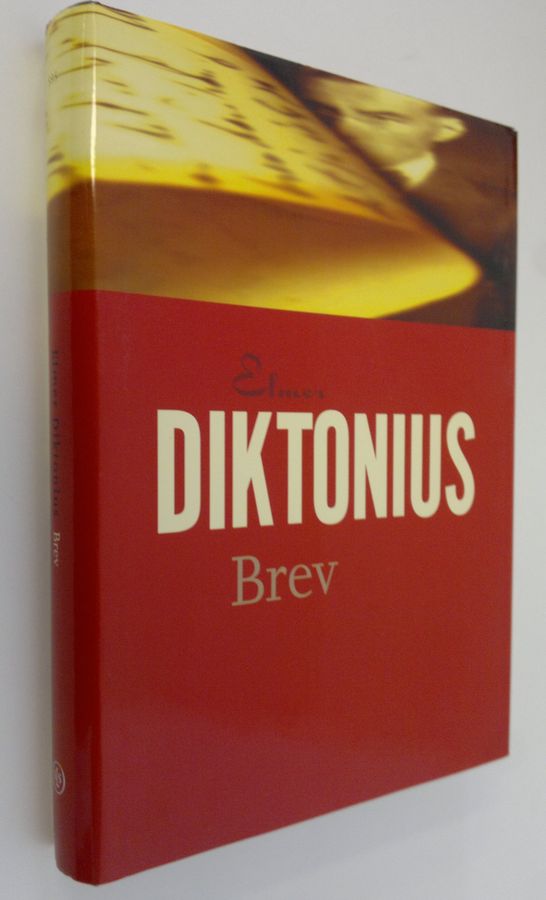 Elmer
DIKTONIUS
Brev
Elmer Diktonius Brev